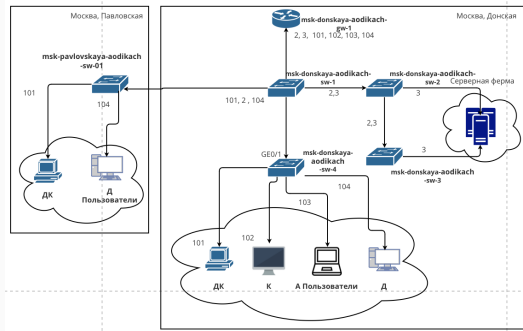 Москва, Павловская
Москва, Донская
msk-donskaya-aodikach-
gw-1
2, 3, 101, 102, 103, 104
msk-pavlovskaya-aodikach
-sw-01
101
104
msk-donskaya-aodikach-
sw-1
2,3
101, 2 , 104
msk-donskaya-aodikach-
sw-2
3
Серверная ферма
2,3
3
msk-donskaya-aodikach
-sw-3
GE0/1
msk-donskaya-
aodikach
-sw-4
104
103
101
102
ДК
Д
Пользователи
ДК
К
А Пользователи
Д